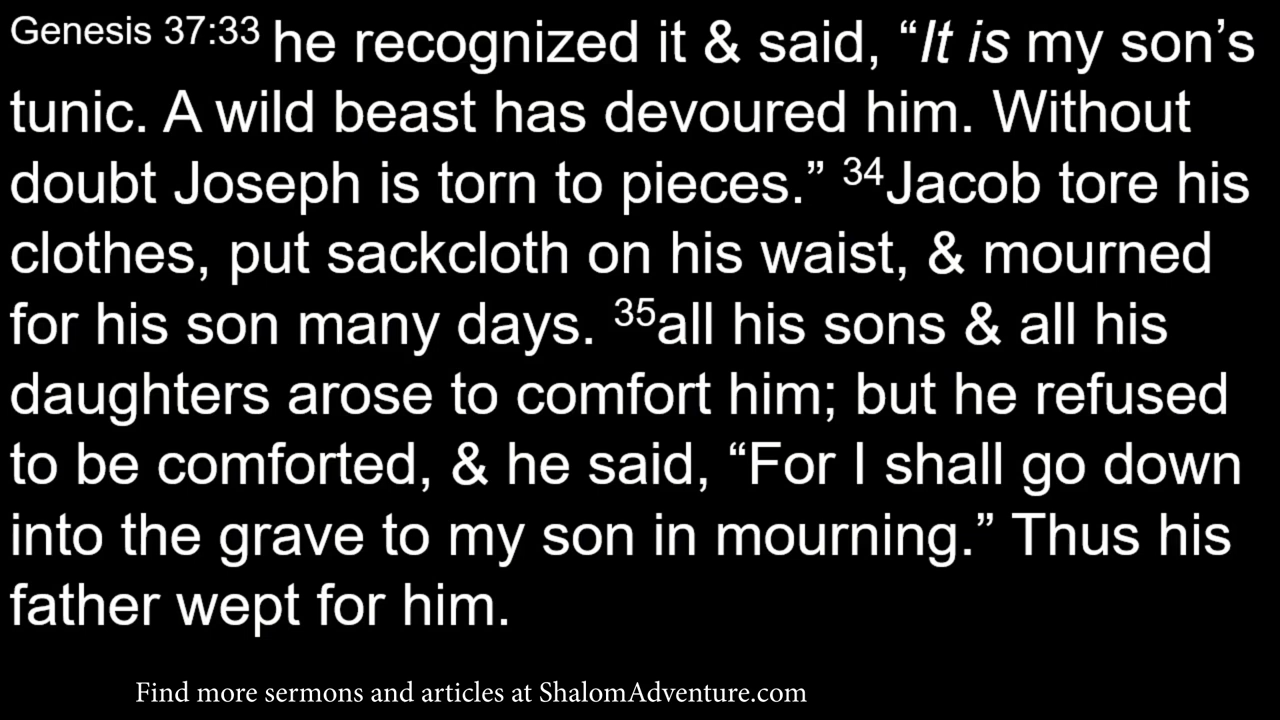 Genesis 37:33 he recognized it & said, “It is my son’s
tunic. A wild beast has devoured him. Without
doubt Joseph is torn to pieces.” 34Jacob tore his
clothes, put sackcloth on his waist, & mourned
for his son many days. 35all his sons & all his
daughters arose to comfort him; but he refused
to be comforted, & he said, “For I shall go down
into the grave to my son in mourning.” Thus his
father wept for him.
Find more sermons and articles at ShalomAdventure.com